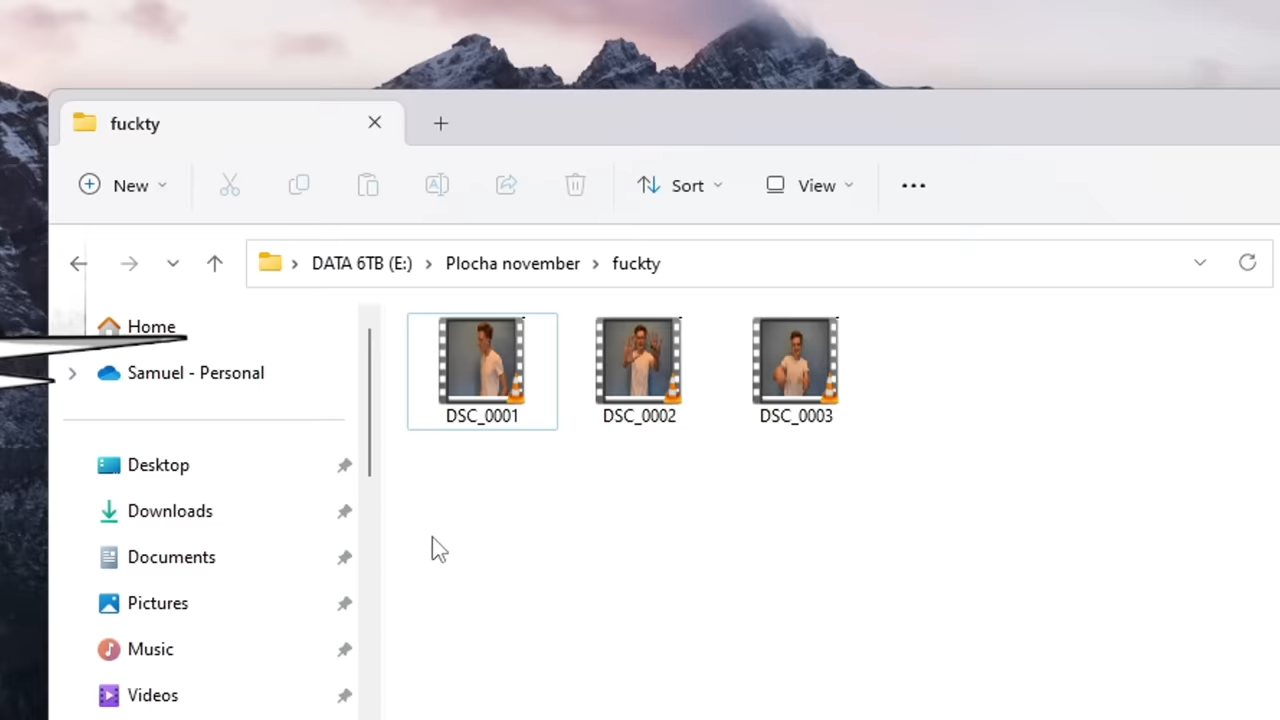 fuckty
New Sort View
DATA 6TB (E:) Plocha november fuckty
Home
Samuel - Personal
DSC_0001 DSC_0002 DSC_0003
Desktop
Downloads
Documents
Pictures
Music
Videos